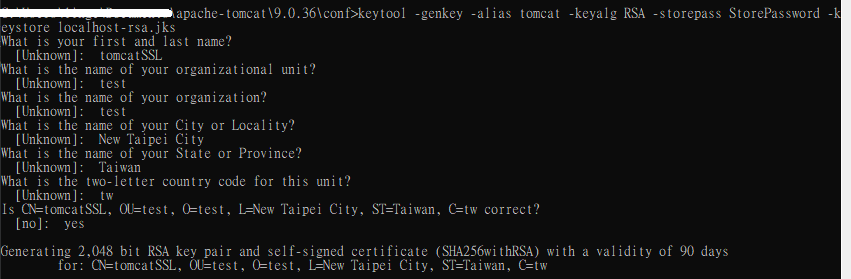 \apache-tomcat\9.0.36\conf>keytool -genkey -alias tomcat -keyalg RSA -storepass StorePassword -k
eystore localhost-rsa.jks
What is your first and last name?
  [Unknown]:  tomcatSSL
What is the name of your organizational unit?
  [Unknown]:  test
What is the name of your organization?
  [Unknown]:  test
What is the name of your City or Locality?
  [Unknown]:  New Taipei City
What is the name of your State or Province?
  [Unknown]:  Taiwan
What is the two-letter country code for this unit?
  [Unknown]:  tw
Is CN=tomcatSSL, OU=test, O=test, L=New Taipei City, ST=Taiwan, C=tw correct?
  [no]:  yes

Generating 2,048 bit RSA key pair and self-signed certificate (SHA256withRSA) with a validity of 90 days
        for: CN=tomcatSSL, OU=test, O=test, L=New Taipei City, ST=Taiwan, C=tw